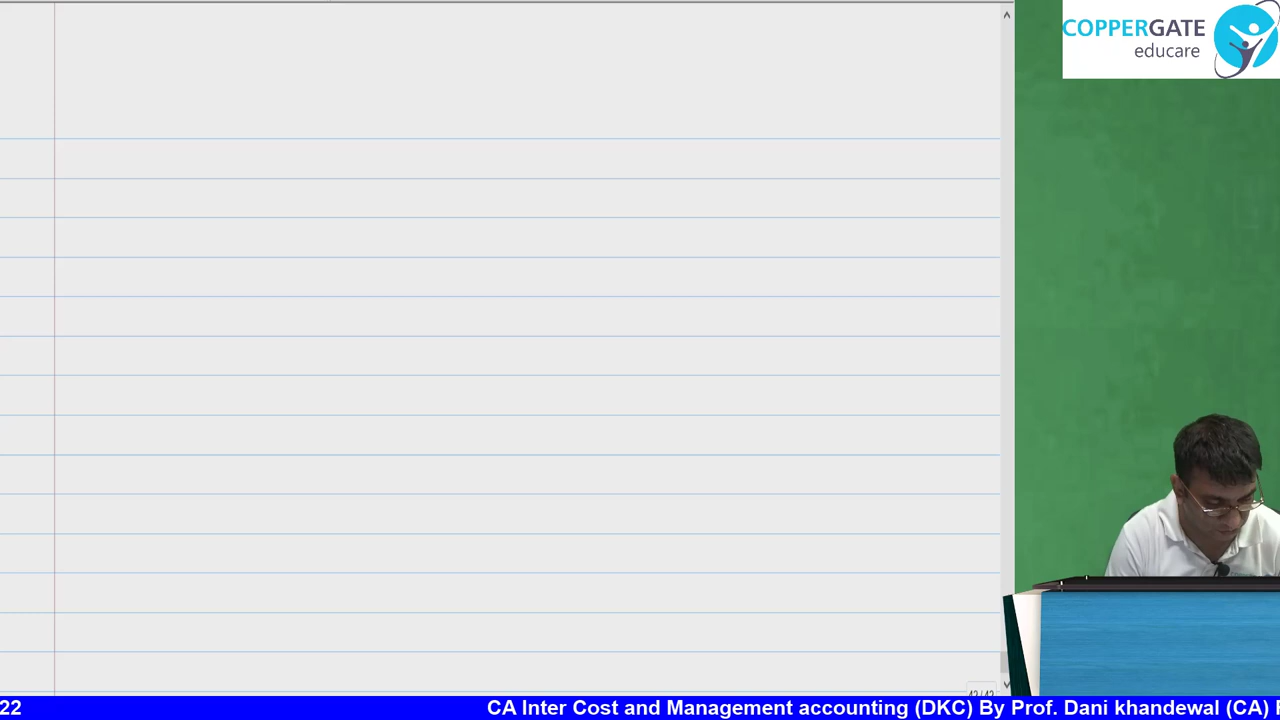 COPPERGATE
educare
22 CA Inter Cost and Management accounting (DKC) By Prof. Dani khandewal (CA) i